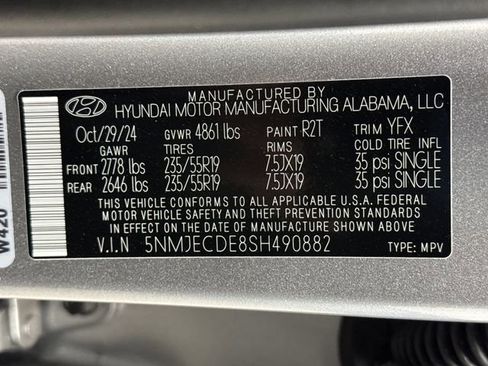 MANUFACTURED BY
HYUNDAI MOTOR MANUFACTURING ALABAMA, LLC
Oct/29/24 GVWR 4861 lbs PAINT R2T TRIM YFX
GAWR TIRES RIMS COLD TIRE INFL
FRONT 2778 lbs 235/55R19 7.5JX19 35 psi SINGLE
REAR 2646 lbs 235/55R19 7.5JX19 35 psi SINGLE
THIS VEHICLE CONFORMS TO ALL APPLICABLE U.S.A. FEDERAL
MOTOR VEHICLE SAFETY AND THEFT PREVENTION STANDARDS IN
EFFECT ON THE DATE OF MANUFACTURE SHOWN ABOVE.
V.I.N 5NMJECDE8SH490882 TYPE: MPV
W420